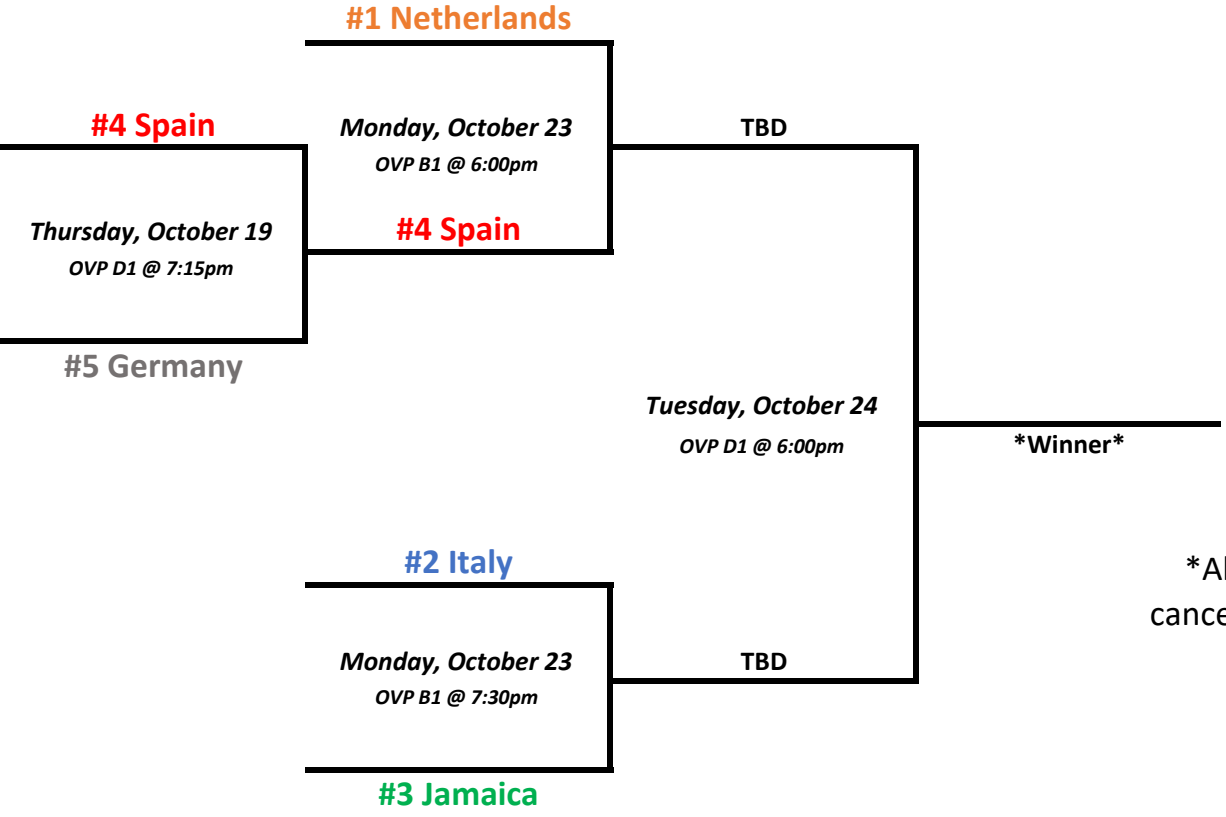 #1 Netherlands
#4 Spain
Monday, October 23
OVP B1 @ 6:00pm
TBD
#4 Spain
Thursday, October 19
OVP D1 @ 7:15pm
#5 Germany
Tuesday, October 24
OVP D1 @ 6:00pm
*Winner*
#2 Italy
Monday, October 23
OVP B1 @ 7:30pm
TBD
#3 Jamaica